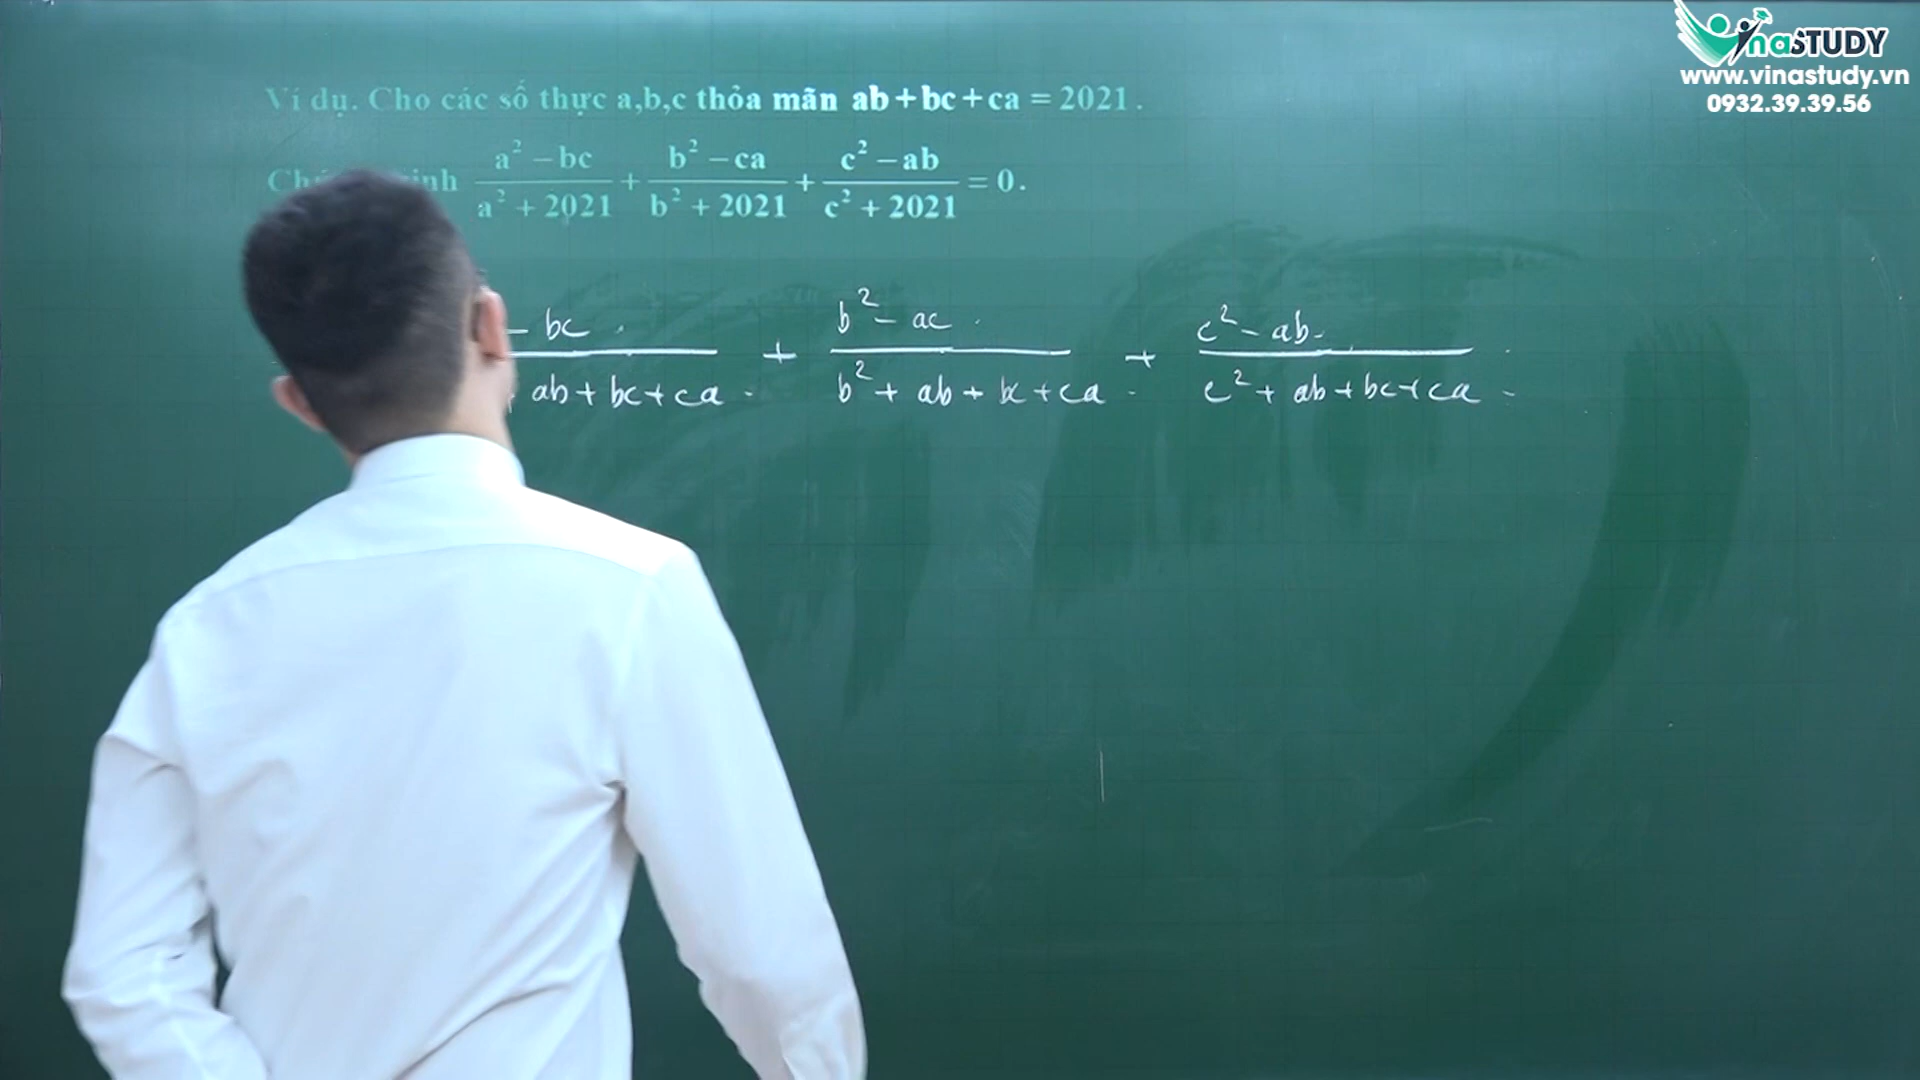 VinaSTUDY
www.vinastudy.vn
0932.39.39.56
Ví dụ. Cho các số thực a,b,c thỏa mãn ab+bc+ca = 2021.
a² − bc / a² + 2021 + b² − ca / b² + 2021 + c² − ab / c² + 2021 = 0.
− bc / ab + bc + ca + b² − ac / b² + ab + bc + ca + c² − ab / c² + ab + bc + ca